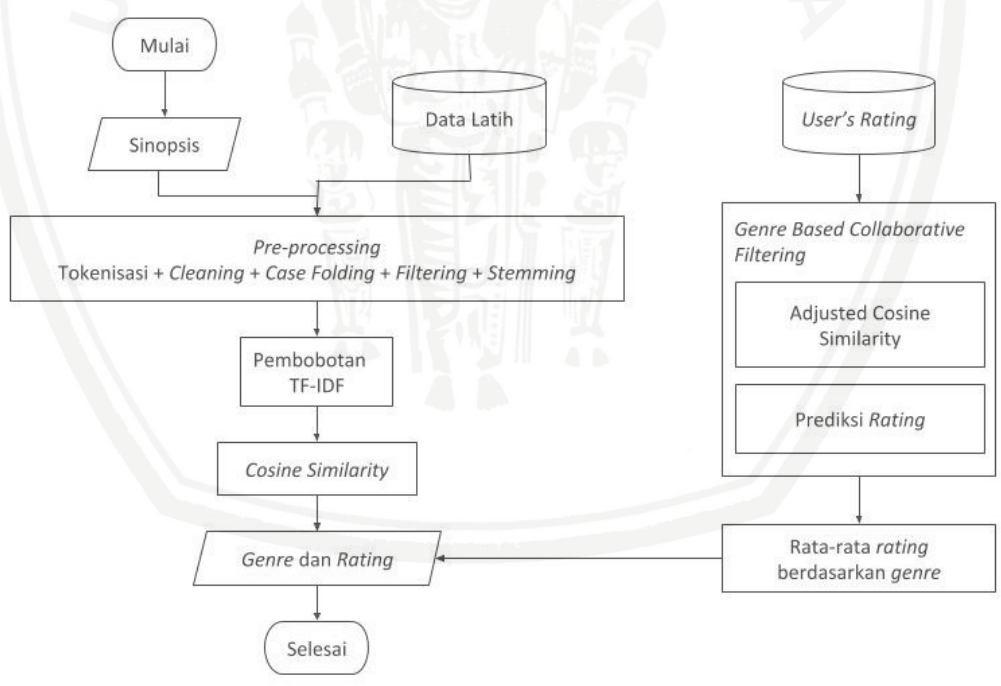 Mulai
Sinopsis
Data Latih
User's Rating
Pre-processing
Tokenisasi + Cleaning + Case Folding + Filtering + Stemming
Pembobotan
TF-IDF
Cosine Similarity
Genre dan Rating
Selesai
Genre Based Collaborative
Filtering
Adjusted Cosine
Similarity
Prediksi Rating
Rata-rata rating
berdasarkan genre